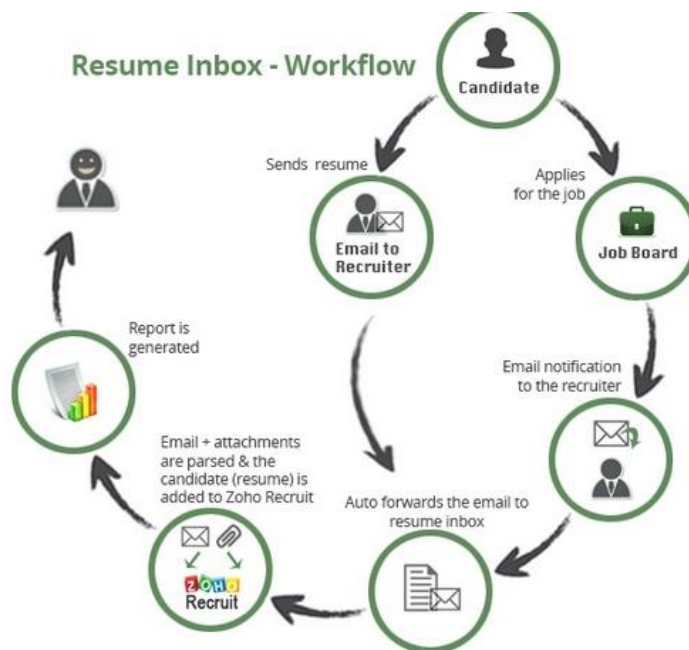 Resume Inbox - Workflow
Candidate
Sends resume
Applies
for the job
Email to
Recruiter
Job Board
Report is
generated
Email notification
to the recruiter
Email + attachments
are parsed & the
candidate (resume) is
added to Zoho Recruit
Auto forwards the email to
resume inbox
ZOHO
Recruit